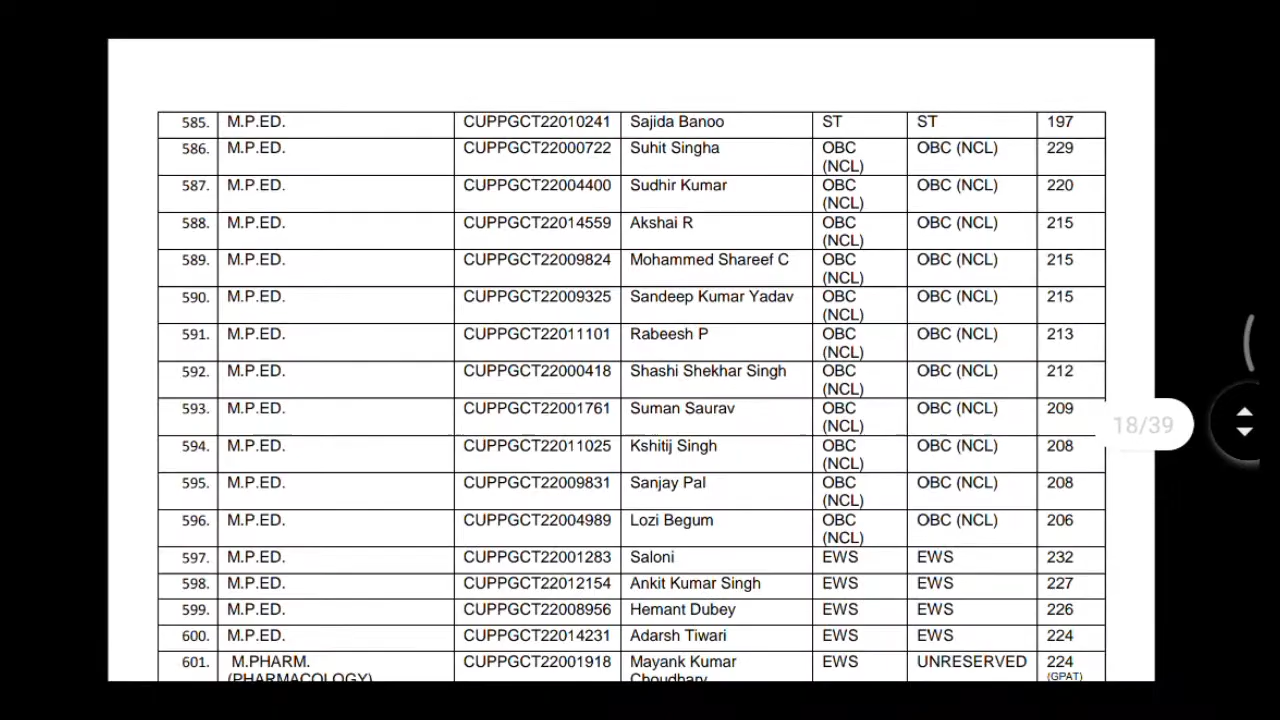 585. M.P.ED. CUPPGCT22010241 Sajida Banoo ST ST 197
586. M.P.ED. CUPPGCT22000722 Suhit Singha OBC (NCL) OBC (NCL) 229
587. M.P.ED. CUPPGCT22004400 Sudhir Kumar OBC (NCL) OBC (NCL) 220
588. M.P.ED. CUPPGCT22014559 Akshai R OBC (NCL) OBC (NCL) 215
589. M.P.ED. CUPPGCT22009824 Mohammed Shareef C OBC (NCL) OBC (NCL) 215
590. M.P.ED. CUPPGCT22009325 Sandeep Kumar Yadav OBC (NCL) OBC (NCL) 215
591. M.P.ED. CUPPGCT22011101 Rabeesh P OBC (NCL) OBC (NCL) 213
592. M.P.ED. CUPPGCT22000418 Shashi Shekhar Singh OBC (NCL) OBC (NCL) 212
593. M.P.ED. CUPPGCT22001761 Suman Saurav OBC (NCL) OBC (NCL) 209
594. M.P.ED. CUPPGCT22011025 Kshitij Singh OBC (NCL) OBC (NCL) 208
595. M.P.ED. CUPPGCT22009831 Sanjay Pal OBC (NCL) OBC (NCL) 208
596. M.P.ED. CUPPGCT22004989 Lozi Begum OBC (NCL) OBC (NCL) 206
597. M.P.ED. CUPPGCT22001283 Saloni EWS EWS 232
598. M.P.ED. CUPPGCT22012154 Ankit Kumar Singh EWS EWS 227
599. M.P.ED. CUPPGCT22008956 Hemant Dubey EWS EWS 226
600. M.P.ED. CUPPGCT22014231 Adarsh Tiwari EWS EWS 224
601. M.PHARM. CUPPGCT22001918 Mayank Kumar EWS UNRESERVED 224
(PHARMACOLOGY) Choudhary (GPAT)
18/39